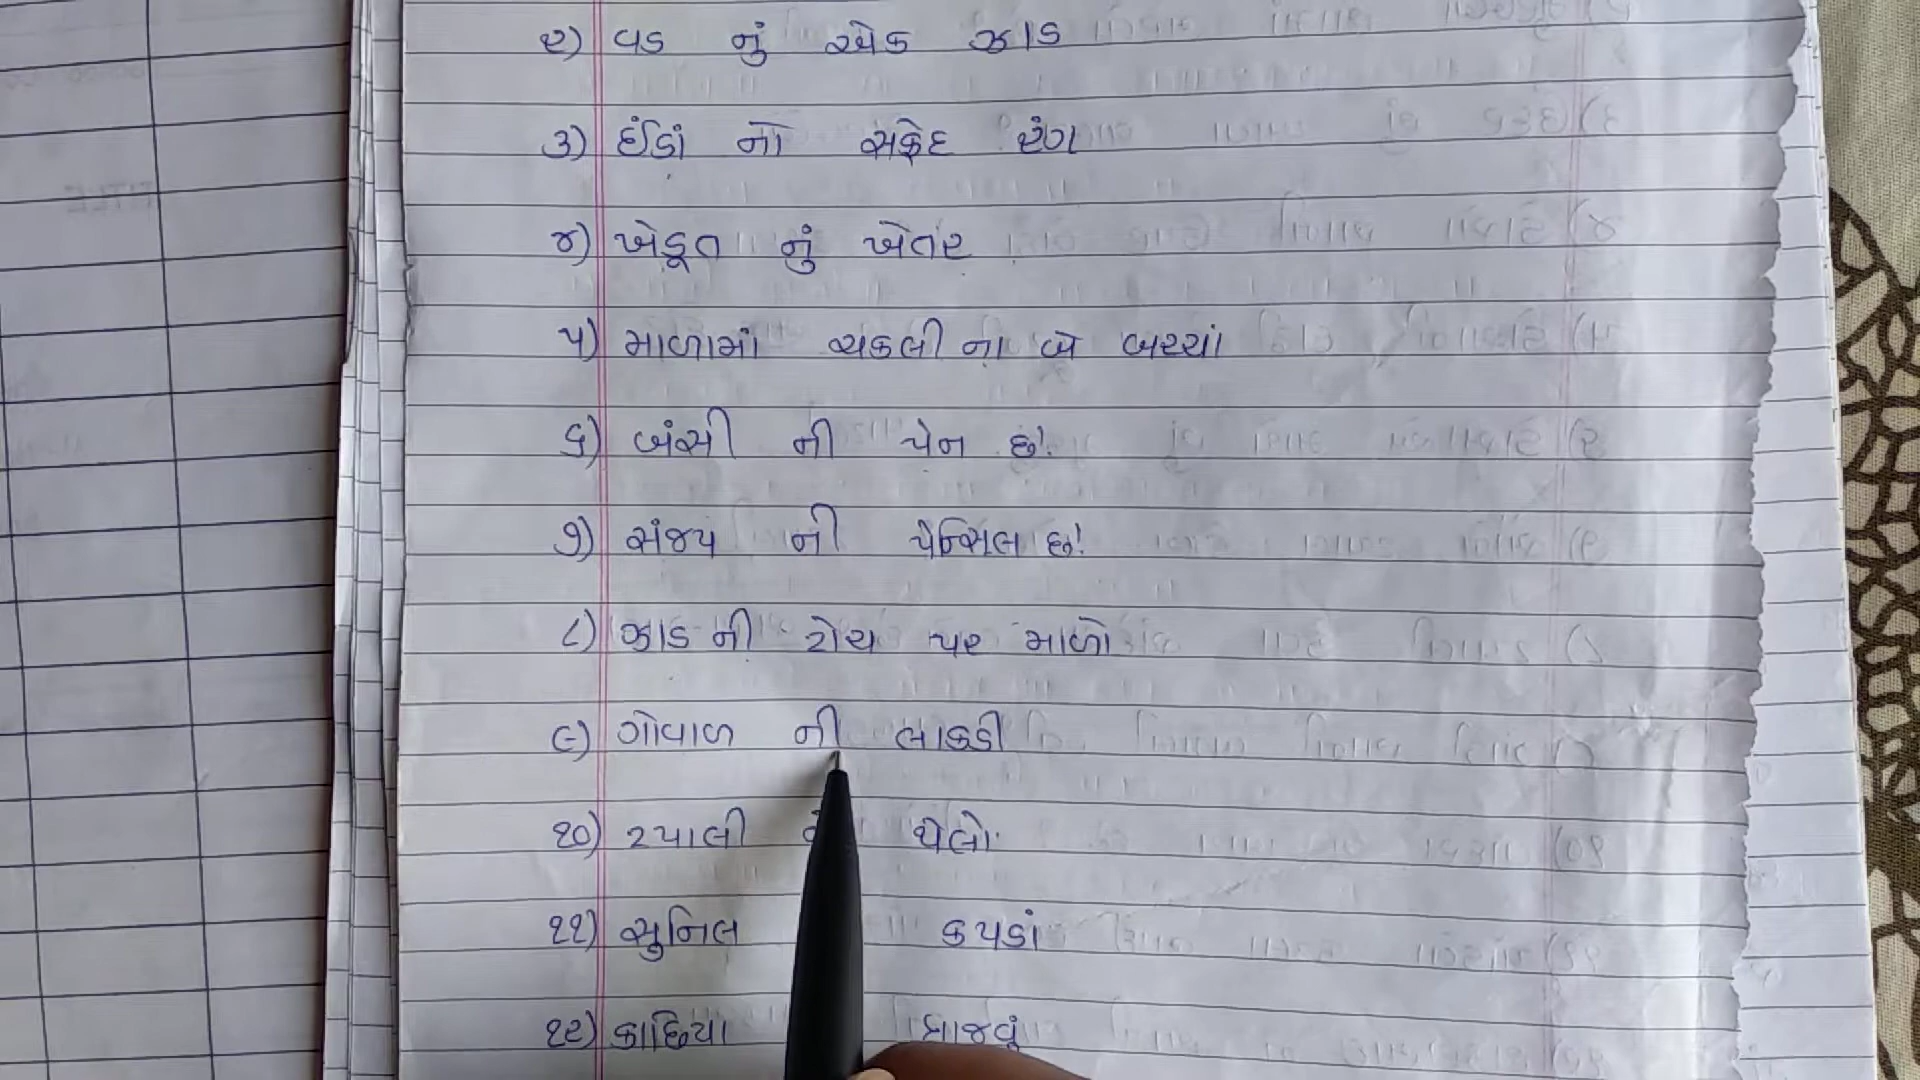 ૨) વડ નું એક ઝાડ
૩) ઈંડાં નો સફેદ રંગ
૪) ખેડૂત નું ખેતર
૫) માળામાં ચકલી ના બે બચ્ચાં
૬) બંસી ની પેન છે!
૭) સંજય ની પેન્સિલ છે!
૮) ઝાડ ની ટોચ પર માળો
૯) ગોવાળ ની લાકડી
૧૦) રૂપાલી થેલો
૧૧) સુનિલ કપડાં
૧૨) કાછિયા ત્રાજવું